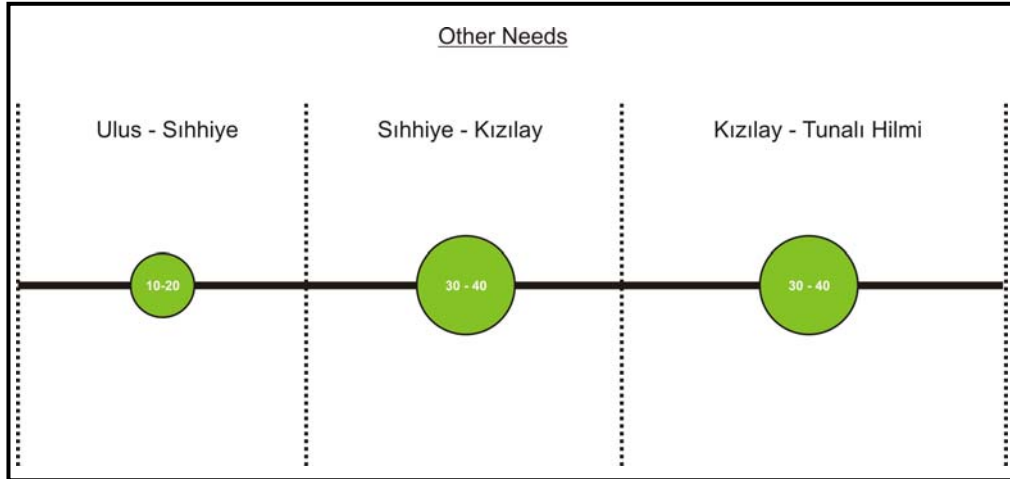 Other Needs
Ulus - Sıhhiye
Sıhhiye - Kızılay
Kızılay - Tunalı Hilmi
10-20
30 - 40
30 - 40